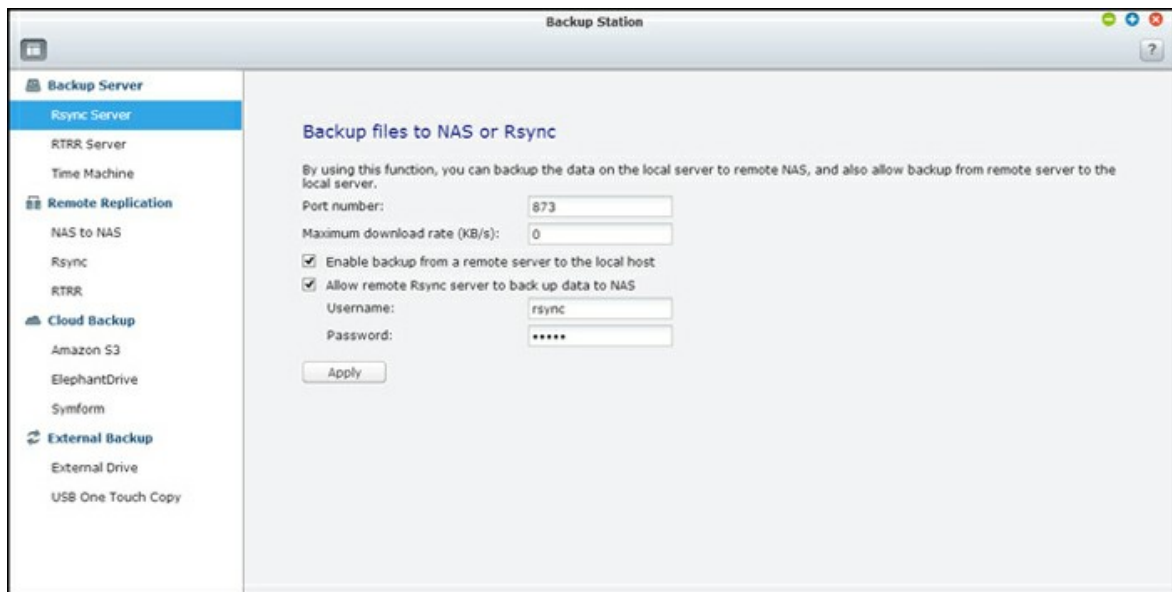 Backup Station
?
Backup Server
Rsync Server
RTRR Server
Time Machine
Remote Replication
NAS to NAS
Rsync
RTRR
Cloud Backup
Amazon S3
ElephantDrive
Symform
External Backup
External Drive
USB One Touch Copy
Backup files to NAS or Rsync
By using this function, you can backup the data on the local server to remote NAS, and also allow backup from remote server to the
local server.
Port number: 873
Maximum download rate (KB/s): 0
Enable backup from a remote server to the local host
Allow remote Rsync server to back up data to NAS
Username: rsync
Password: •••••
Apply